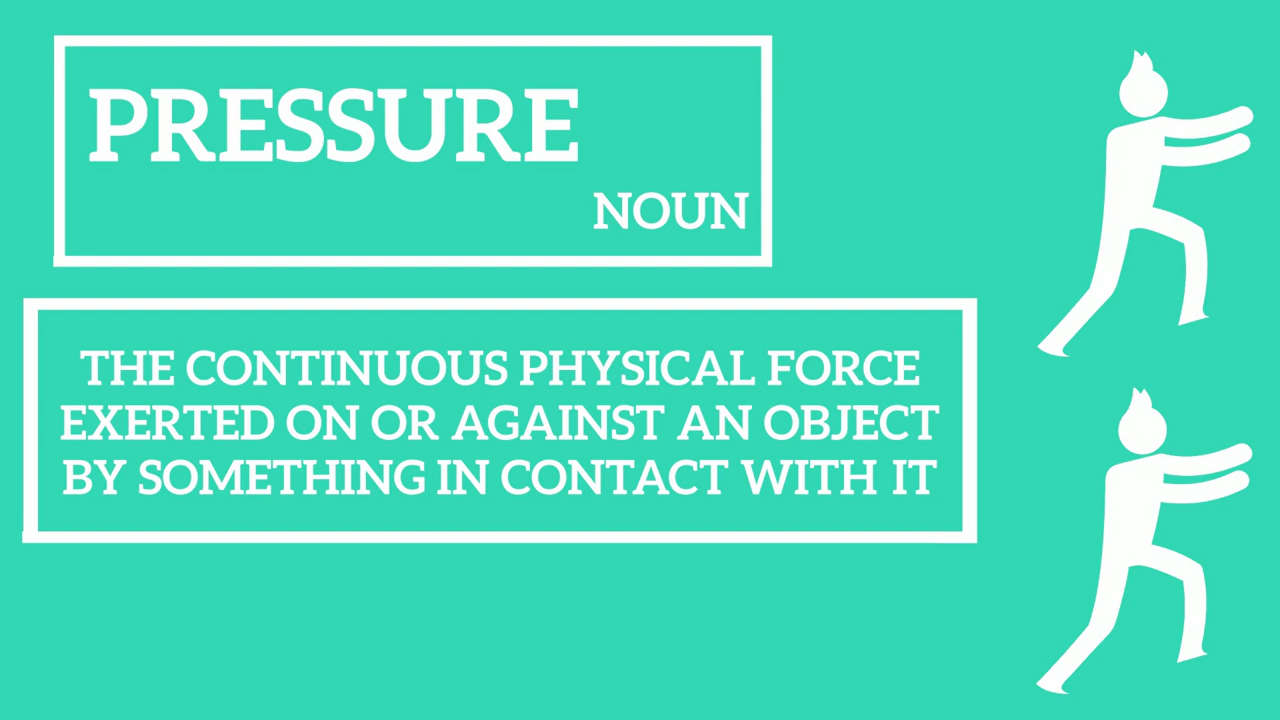 PRESSURE
NOUN
THE CONTINUOUS PHYSICAL FORCE
EXERTED ON OR AGAINST AN OBJECT
BY SOMETHING IN CONTACT WITH IT